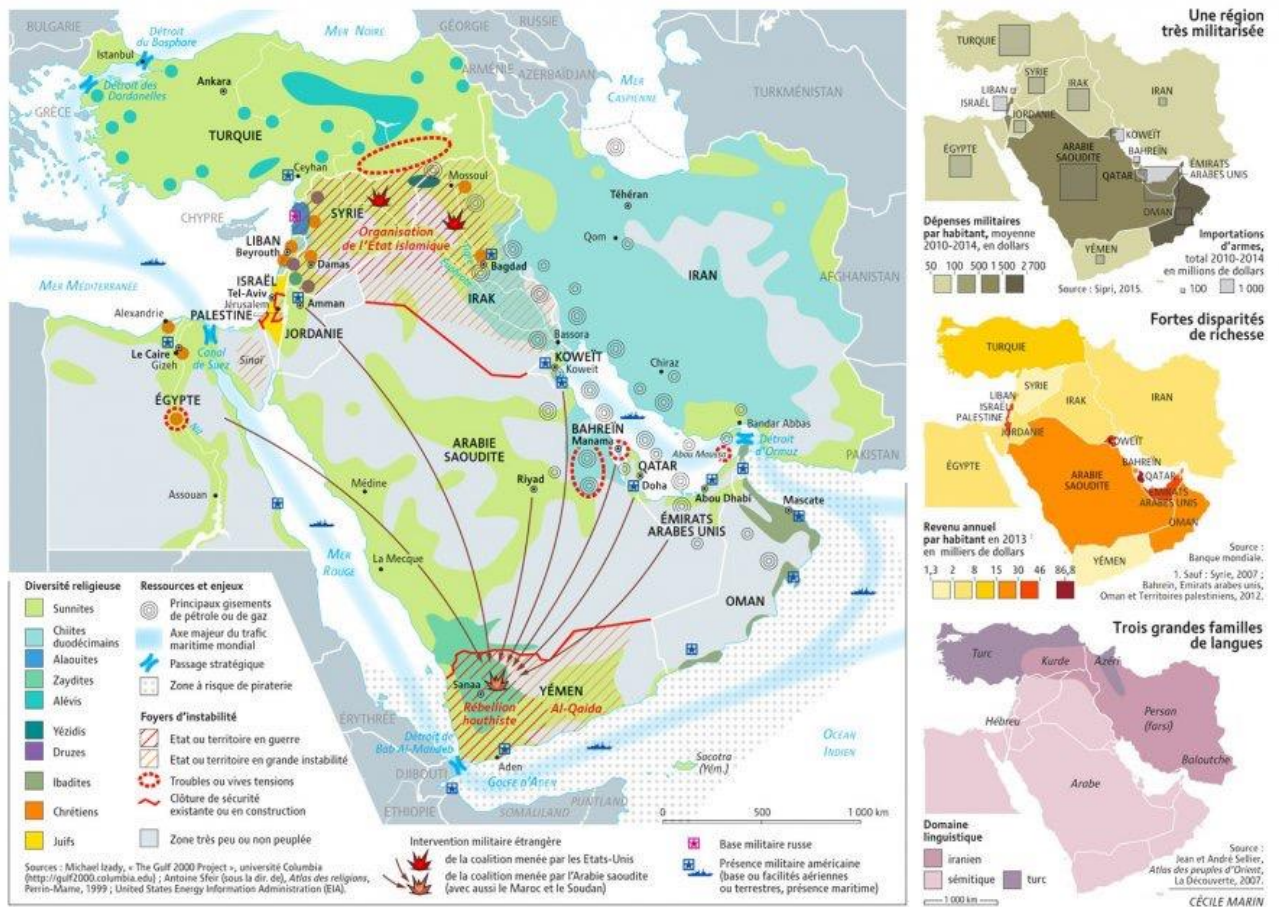 BULGARIE
Détroit
du Bosphore
Istanbul
MER NOIRE
GÉORGIE
RUSSIE
ARMÉNIE
AZERBAÏDJAN
MER
CASPIENNE
TURKMÉNISTAN
GRÈCE
Détroit des
Dardanelles
Ankara
TURQUIE
Ceyhan
Mossoul
CHYPRE
SYRIE
Organisation
de l'État islamique
Téhéran
Qom
LIBAN
Beyrouth
Damas
Bagdad
Tigre
Euphrate
IRAN
AFGHANISTAN
MER MÉDITERRANÉE
ISRAËL
Tel-Aviv
Jérusalem
Amman
IRAK
PALESTINE
JORDANIE
Alexandrie
Le Caire
Gizeh
Canal
de Suez
Sinaï
Bassora
KOWEÏT
Koweït
Chiraz
ÉGYPTE
Nil
Bandar Abbas
BAHREÏN
Manama
Abou Moussa
Détroit
d'Ormuz
PAKISTAN
ARABIE
SAOUDITE
Riyad
QATAR
Doha
Abou Dhabi
Mascate
Assouan
Médine
ÉMIRATS
ARABES UNIS
MER
ROUGE
La Mecque
OMAN
Sanaa
YÉMEN
Rébellion
houthiste
Al-Qaida
ÉRYTHRÉE
Détroit de
Bab Al-Mandeb
Aden
Socotra
(Yém.)
OCÉAN
INDIEN
DJIBOUTI
GOLFE D'ADEN
ETHIOPIE
SOMALILAND
PUNTLAND
0 500 1 000 km
Diversité religieuse
Sunnites
Chiites
duodécimains
Alaouites
Zaydites
Alévis
Yézidis
Druzes
Ibadites
Chrétiens
Juifs
Ressources et enjeux
Principaux gisements
de pétrole ou de gaz
Axe majeur du trafic
maritime mondial
Passage stratégique
Zone à risque de piraterie
Foyers d'instabilité
Etat ou territoire en guerre
Etat ou territoire en grande instabilité
Troubles ou vives tensions
Clôture de sécurité
existante ou en construction
Zone très peu ou non peuplée
Intervention militaire étrangère
de la coalition menée par les Etats-Unis
de la coalition menée par l'Arabie saoudite
(avec aussi le Maroc et le Soudan)
Base militaire russe
Présence militaire américaine
(base ou facilités aériennes
ou terrestres, présence maritime)
Sources : Michael Izady, « The Gulf 2000 Project », université Columbia
(http://gulf2000.columbia.edu) ; Antoine Sfeir (sous la dir. de), Atlas des religions,
Perrin-Mame, 1999 ; United States Energy Information Administration (EIA).
Une région
très militarisée
TURQUIE
SYRIE
LIBAN
IRAK
IRAN
ISRAËL
JORDANIE
KOWEÏT
ÉGYPTE
ARABIE
SAOUDITE
BAHREÏN
QATAR
ÉMIRATS
ARABES UNIS
OMAN
YÉMEN
Dépenses militaires
par habitant, moyenne
2010-2014, en dollars
50 100 500 1 500 2 700
Importations
d'armes,
total 2010-2014
en millions de dollars
100 1 000
Source : Sipri, 2015.
Fortes disparités
de richesse
TURQUIE
SYRIE
LIBAN
ISRAËL
PALESTINE
IRAK
IRAN
JORDANIE
KOWEÏT
ÉGYPTE
ARABIE
SAOUDITE
BAHREÏN
QATAR
ÉMIRATS
ARABES UNIS
OMAN
YÉMEN
Revenu annuel
par habitant en 2013 1
en milliers de dollars
1,3 2 8 15 30 46 86,8
Source :
Banque mondiale.
1. Sauf : Syrie, 2007 ;
Bahreïn, Emirats arabes unis,
Oman et Territoires palestiniens, 2012.
Trois grandes familles
de langues
Turc
Kurde
Azéri
Hébreu
Persan
(farsi)
Arabe
Baloutche
Domaine
linguistique
iranien
sémitique
turc
Source :
Jean et André Sellier,
Atlas des peuples d'Orient,
La Découverte, 2007.
1 000 km
CÉCILE MARIN